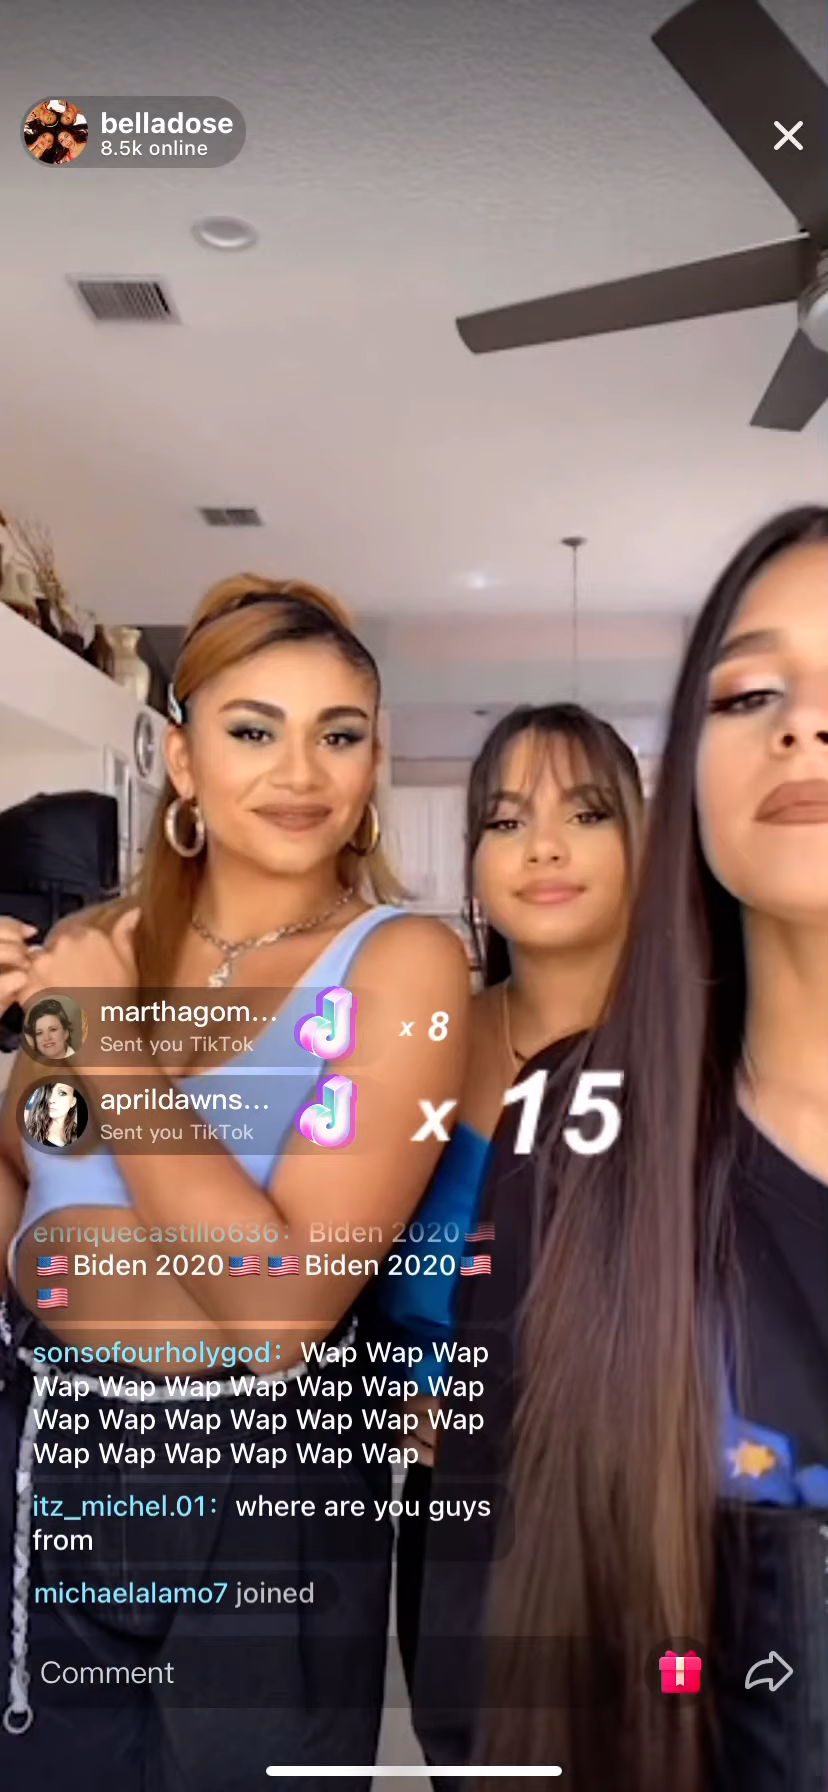 belladose
8.5k online
marthagom...
Sent you TikTok
x 8
aprildawns...
Sent you TikTok
x 15
enriquecastillo636: Biden 2020🇺🇸
🇺🇸Biden 2020🇺🇸🇺🇸Biden 2020🇺🇸
🇺🇸
sonsofourholygod: Wap Wap Wap
Wap Wap Wap Wap Wap Wap Wap
Wap Wap Wap Wap Wap Wap Wap
Wap Wap Wap Wap Wap Wap
itz_michel.01: where are you guys
from
michaelalamo7 joined
Comment